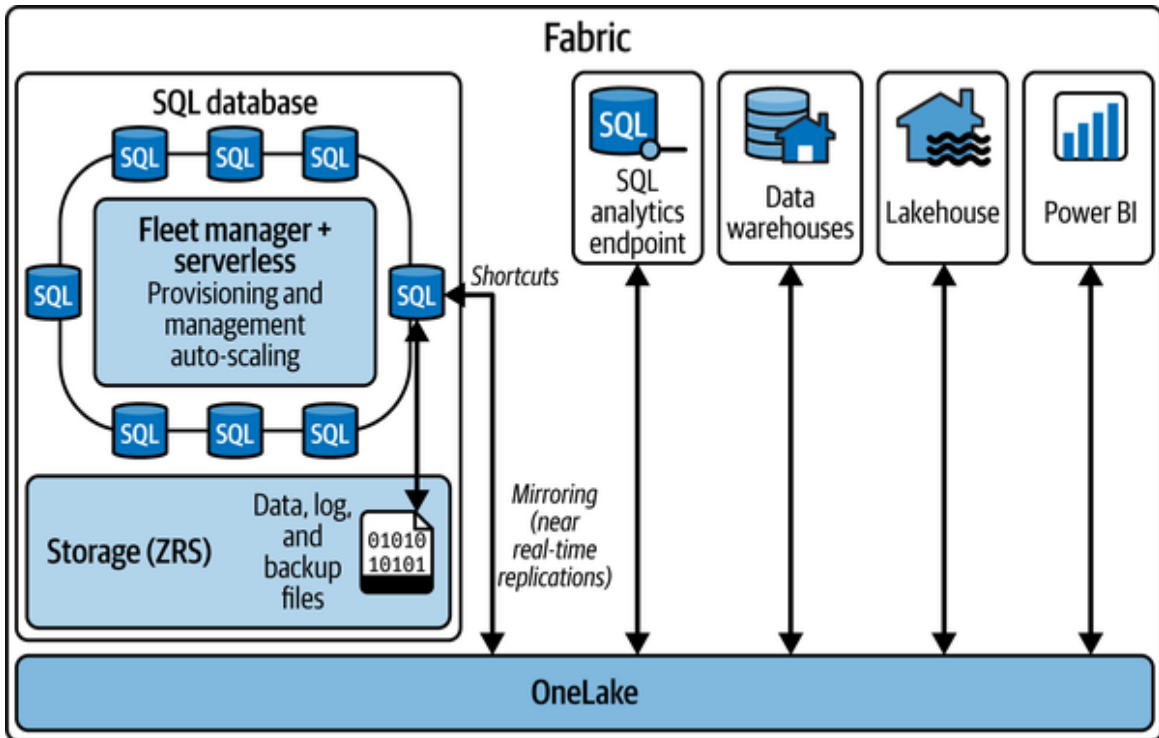 Fabric
SQL database
SQL
SQL
SQL
Fleet manager +
serverless
Provisioning and
management
auto-scaling
SQL
SQL
SQL
SQL
SQL
Storage (ZRS)
Data, log,
and
backup
files
01010
10101
Shortcuts
Mirroring
(near
real-time
replications)
SQL
SQL
analytics
endpoint
Data
warehouses
Lakehouse
Power BI
OneLake